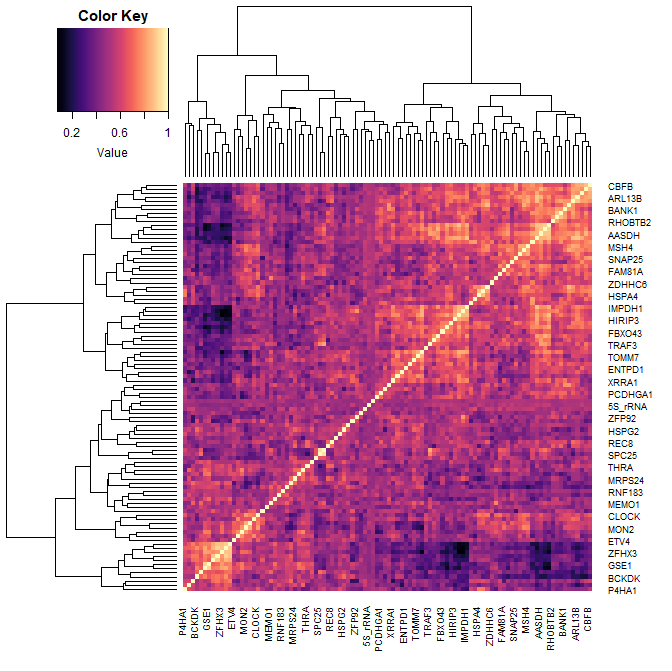 Color Key
0.2 0.6 1
Value
CBFB
ARL13B
BANK1
RHOBTB2
AASDH
MSH4
SNAP25
FAM81A
ZDHHC6
HSPA4
IMPDH1
HIRIP3
FBXO43
TRAF3
TOMM7
ENTPD1
XRRA1
PCDHGA1
5S_rRNA
ZFP92
HSPG2
REC8
SPC25
THRA
MRPS24
RNF183
MEMO1
CLOCK
MON2
ETV4
ZFHX3
GSE1
BCKDK
P4HA1
P4HA1
BCKDK
GSE1
ZFHX3
ETV4
MON2
CLOCK
MEMO1
RNF183
MRPS24
THRA
SPC25
REC8
HSPG2
ZFP92
5S_rRNA
PCDHGA1
XRRA1
ENTPD1
TOMM7
TRAF3
FBXO43
HIRIP3
IMPDH1
HSPA4
ZDHHC6
FAM81A
SNAP25
MSH4
AASDH
RHOBTB2
BANK1
ARL13B
CBFB